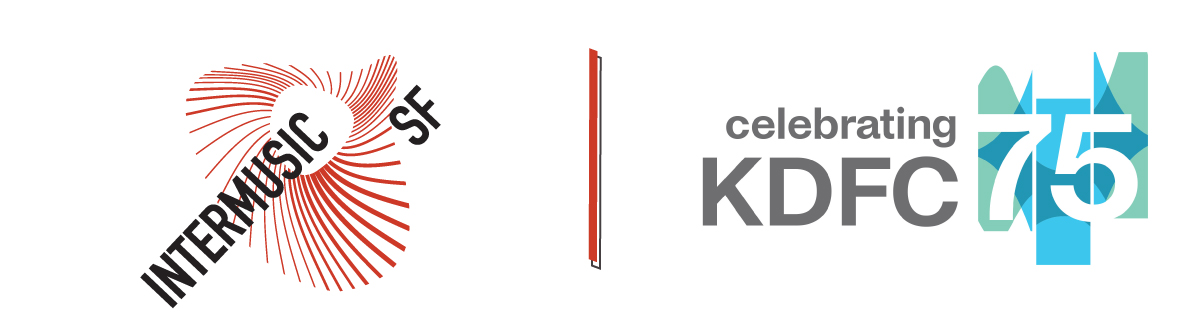 INTERMUSIC SF
celebrating
KDFC 75